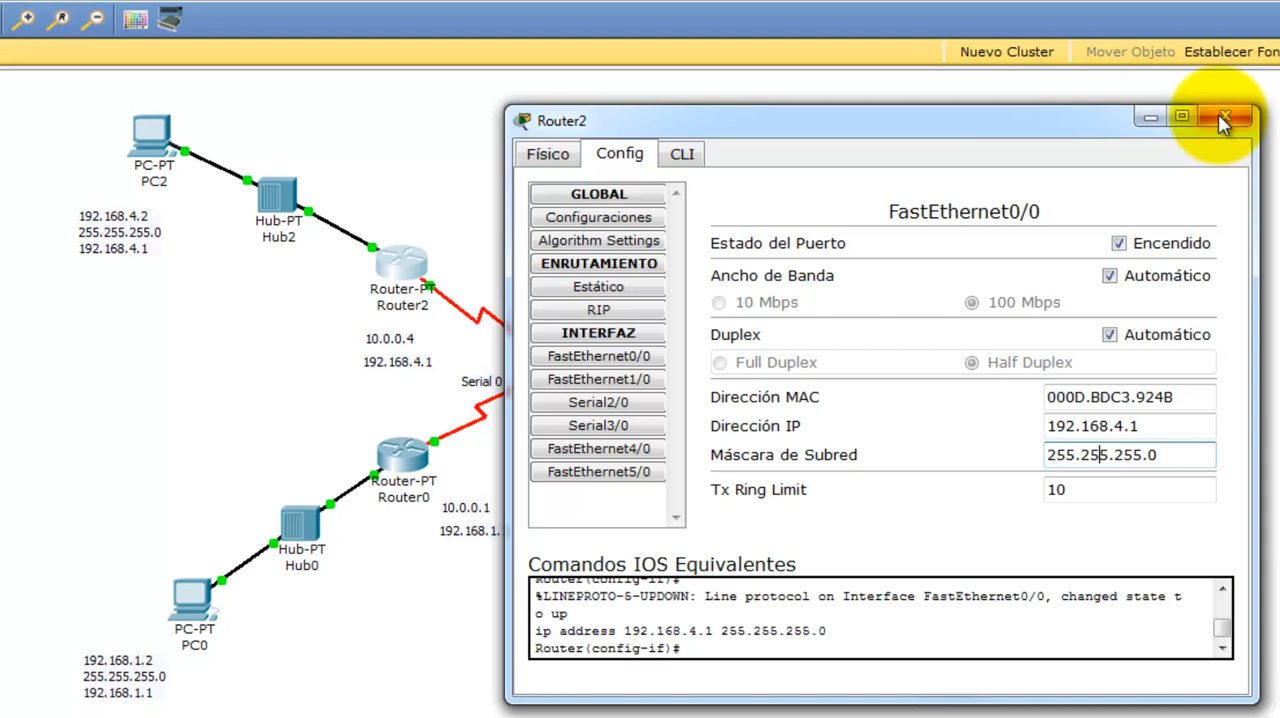 Nuevo Cluster
Mover Objeto
Establecer Fon
PC-PT
PC2
192.168.4.2
255.255.255.0
192.168.4.1
Hub-PT
Hub2
Router-PT
Router2
10.0.0.4
192.168.4.1
Serial 0
Router-PT
Router0
10.0.0.1
192.168.1.
Hub-PT
Hub0
PC-PT
PC0
192.168.1.2
255.255.255.0
192.168.1.1
Router2
Físico
Config
CLI
GLOBAL
Configuraciones
Algorithm Settings
ENRUTAMIENTO
Estático
RIP
INTERFAZ
FastEthernet0/0
FastEthernet1/0
Serial2/0
Serial3/0
FastEthernet4/0
FastEthernet5/0
FastEthernet0/0
Estado del Puerto
Encendido
Ancho de Banda
Automático
10 Mbps
100 Mbps
Duplex
Automático
Full Duplex
Half Duplex
Dirección MAC
000D.BDC3.924B
Dirección IP
192.168.4.1
Máscara de Subred
255.255.255.0
Tx Ring Limit
10
Comandos IOS Equivalentes
Router(config-if)#
%LINEPROTO-5-UPDOWN: Line protocol on Interface FastEthernet0/0, changed state t
o up
ip address 192.168.4.1 255.255.255.0
Router(config-if)#